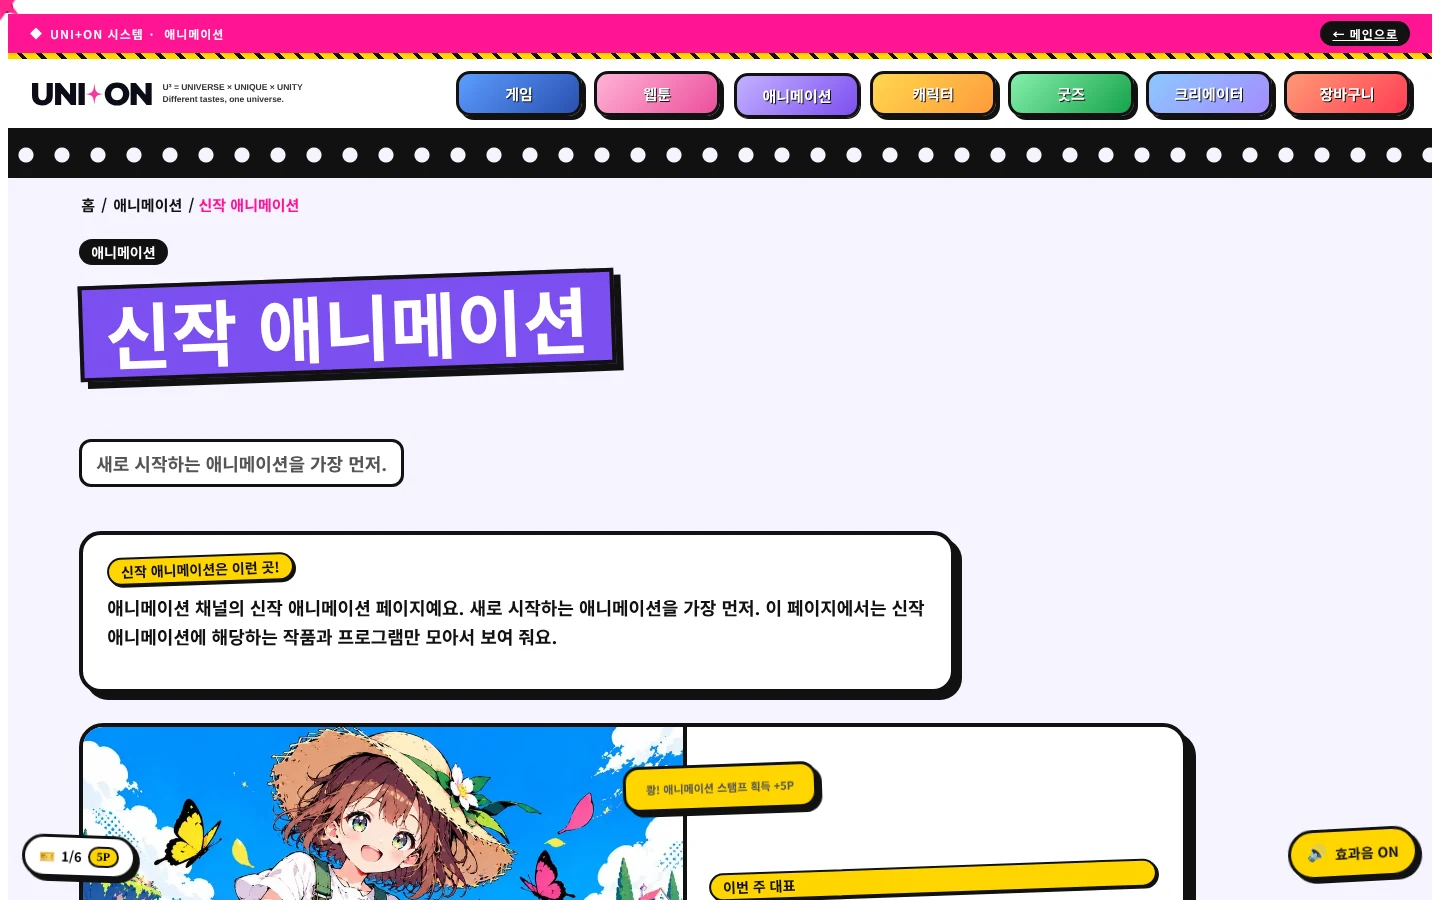 UNI+ON 시스템 · 애니메이션
← 메인으로
UNI✦ON
U³ = UNIVERSE × UNIQUE × UNITY
Different tastes, one universe.
게임
웹툰
애니메이션
캐릭터
굿즈
크리에이터
장바구니
홈 / 애니메이션 / 신작 애니메이션
애니메이션
신작 애니메이션
새로 시작하는 애니메이션을 가장 먼저.
신작 애니메이션은 이런 곳!
애니메이션 채널의 신작 애니메이션 페이지예요. 새로 시작하는 애니메이션을 가장 먼저. 이 페이지에서는 신작
애니메이션에 해당하는 작품과 프로그램만 모아서 보여 줘요.
쾅! 애니메이션 스탬프 획득 +5P
1/6 5P
이번 주 대표
효과음 ON